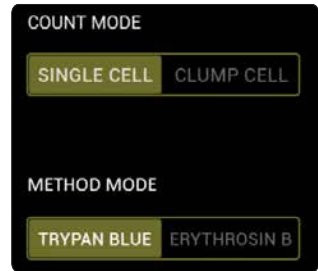 COUNT MODE
SINGLE CELL CLUMP CELL
METHOD MODE
TRYPAN BLUE ERYTHROSIN B